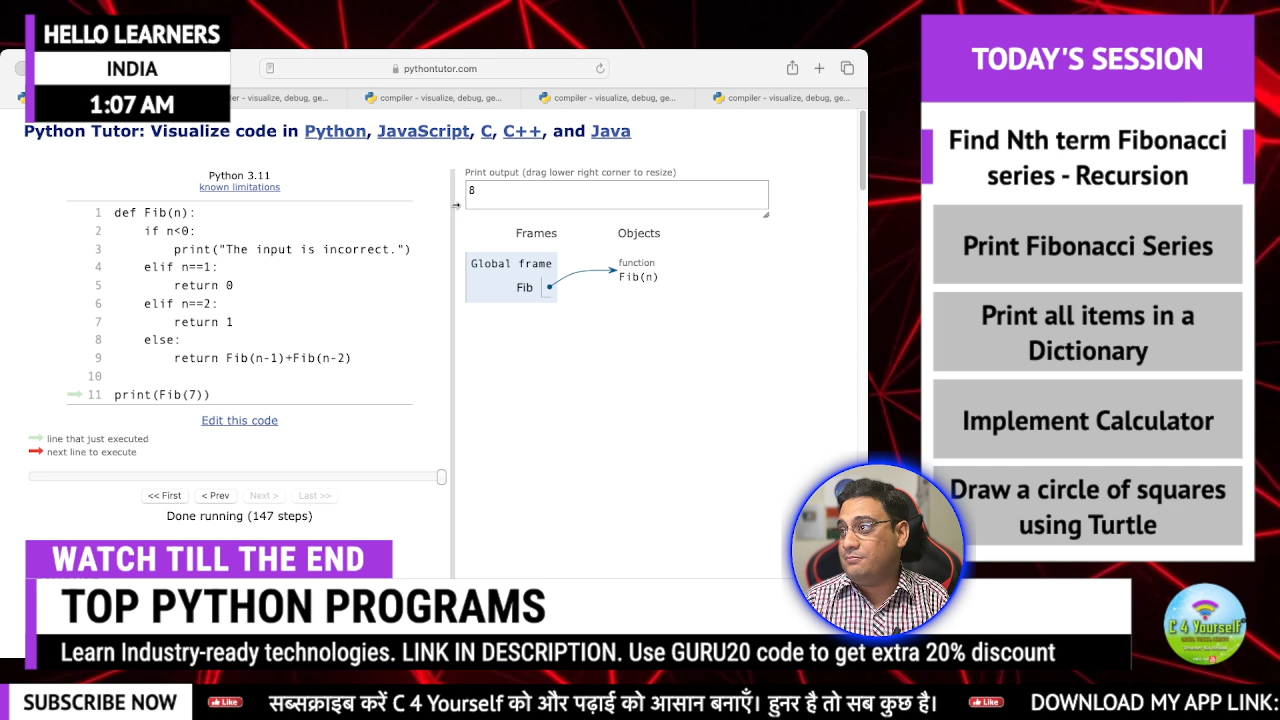 HELLO LEARNERS
INDIA
1:07 AM
pythontutor.com
er – visualize, debug, ge...
compiler – visualize, debug, ge...
compiler – visualize, debug, ge...
compiler – visualize, debug, ge...
Python Tutor: Visualize code in Python, JavaScript, C, C++, and Java
Python 3.11
known limitations
1 def Fib(n):
2 if n<0:
3 print("The input is incorrect.")
4 elif n==1:
5 return 0
6 elif n==2:
7 return 1
8 else:
9 return Fib(n-1)+Fib(n-2)
10
11 print(Fib(7))
Edit this code
line that just executed
next line to execute
<< First < Prev Next > Last >>
Done running (147 steps)
Print output (drag lower right corner to resize)
8
Frames Objects
Global frame
Fib
function
Fib(n)
TODAY'S SESSION
Find Nth term Fibonacci
series - Recursion
Print Fibonacci Series
Print all items in a
Dictionary
Implement Calculator
Draw a circle of squares
using Turtle
WATCH TILL THE END
TOP PYTHON PROGRAMS
Learn Industry-ready technologies. LINK IN DESCRIPTION. Use GURU20 code to get extra 20% discount
C 4 Yourself
SUBSCRIBE NOW
Like
सब्सक्राइब करें C 4 Yourself को और पढ़ाई को आसान बनाएँ। हुनर है तो सब कुछ है।
Like
DOWNLOAD MY APP LINK: